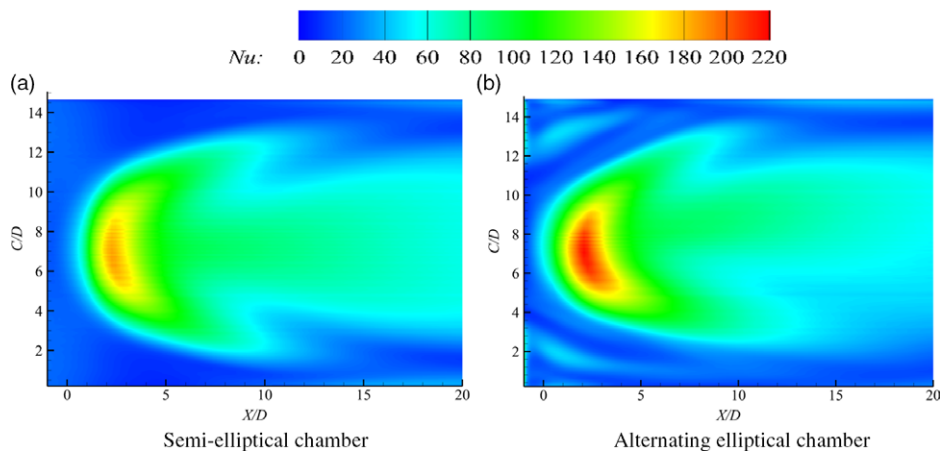 Nu: 0 20 40 60 80 100 120 140 160 180 200 220
(a)
C/D
14
12
10
8
6
4
2
0 5 10 15 20
X/D
Semi-elliptical chamber
(b)
C/D
14
12
10
8
6
4
2
0 5 10 15 20
X/D
Alternating elliptical chamber